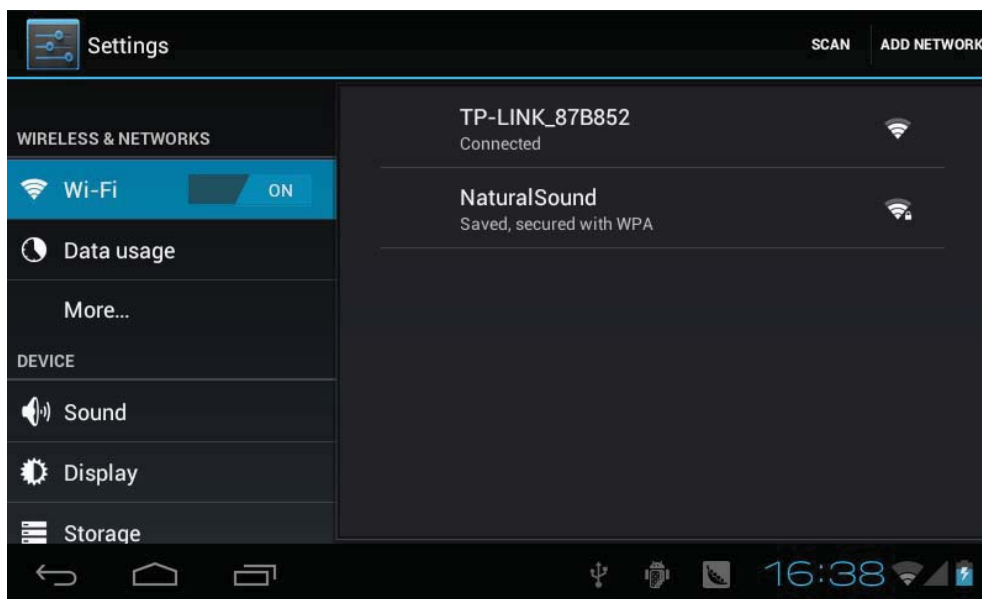 Settings
SCAN
ADD NETWORK
WIRELESS & NETWORKS
Wi-Fi
ON
Data usage
More...
DEVICE
Sound
Display
Storage
TP-LINK_87B852
Connected
NaturalSound
Saved, secured with WPA
16:38